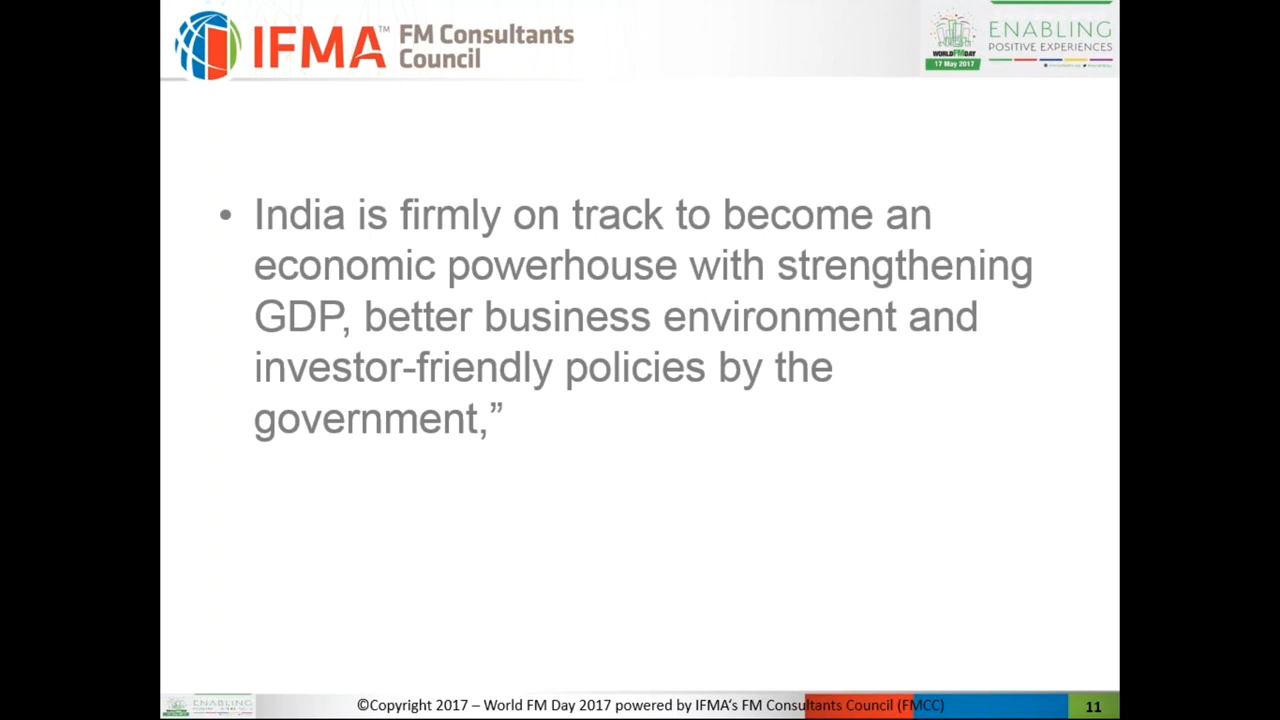 IFMA™ FM Consultants
Council
WORLD FM DAY
17 May 2017
ENABLING
POSITIVE EXPERIENCES
• India is firmly on track to become an
economic powerhouse with strengthening
GDP, better business environment and
investor-friendly policies by the
government,”
ENABLING
©Copyright 2017 – World FM Day 2017 powered by IFMA‘s FM Consultants Council (FMCC)
11